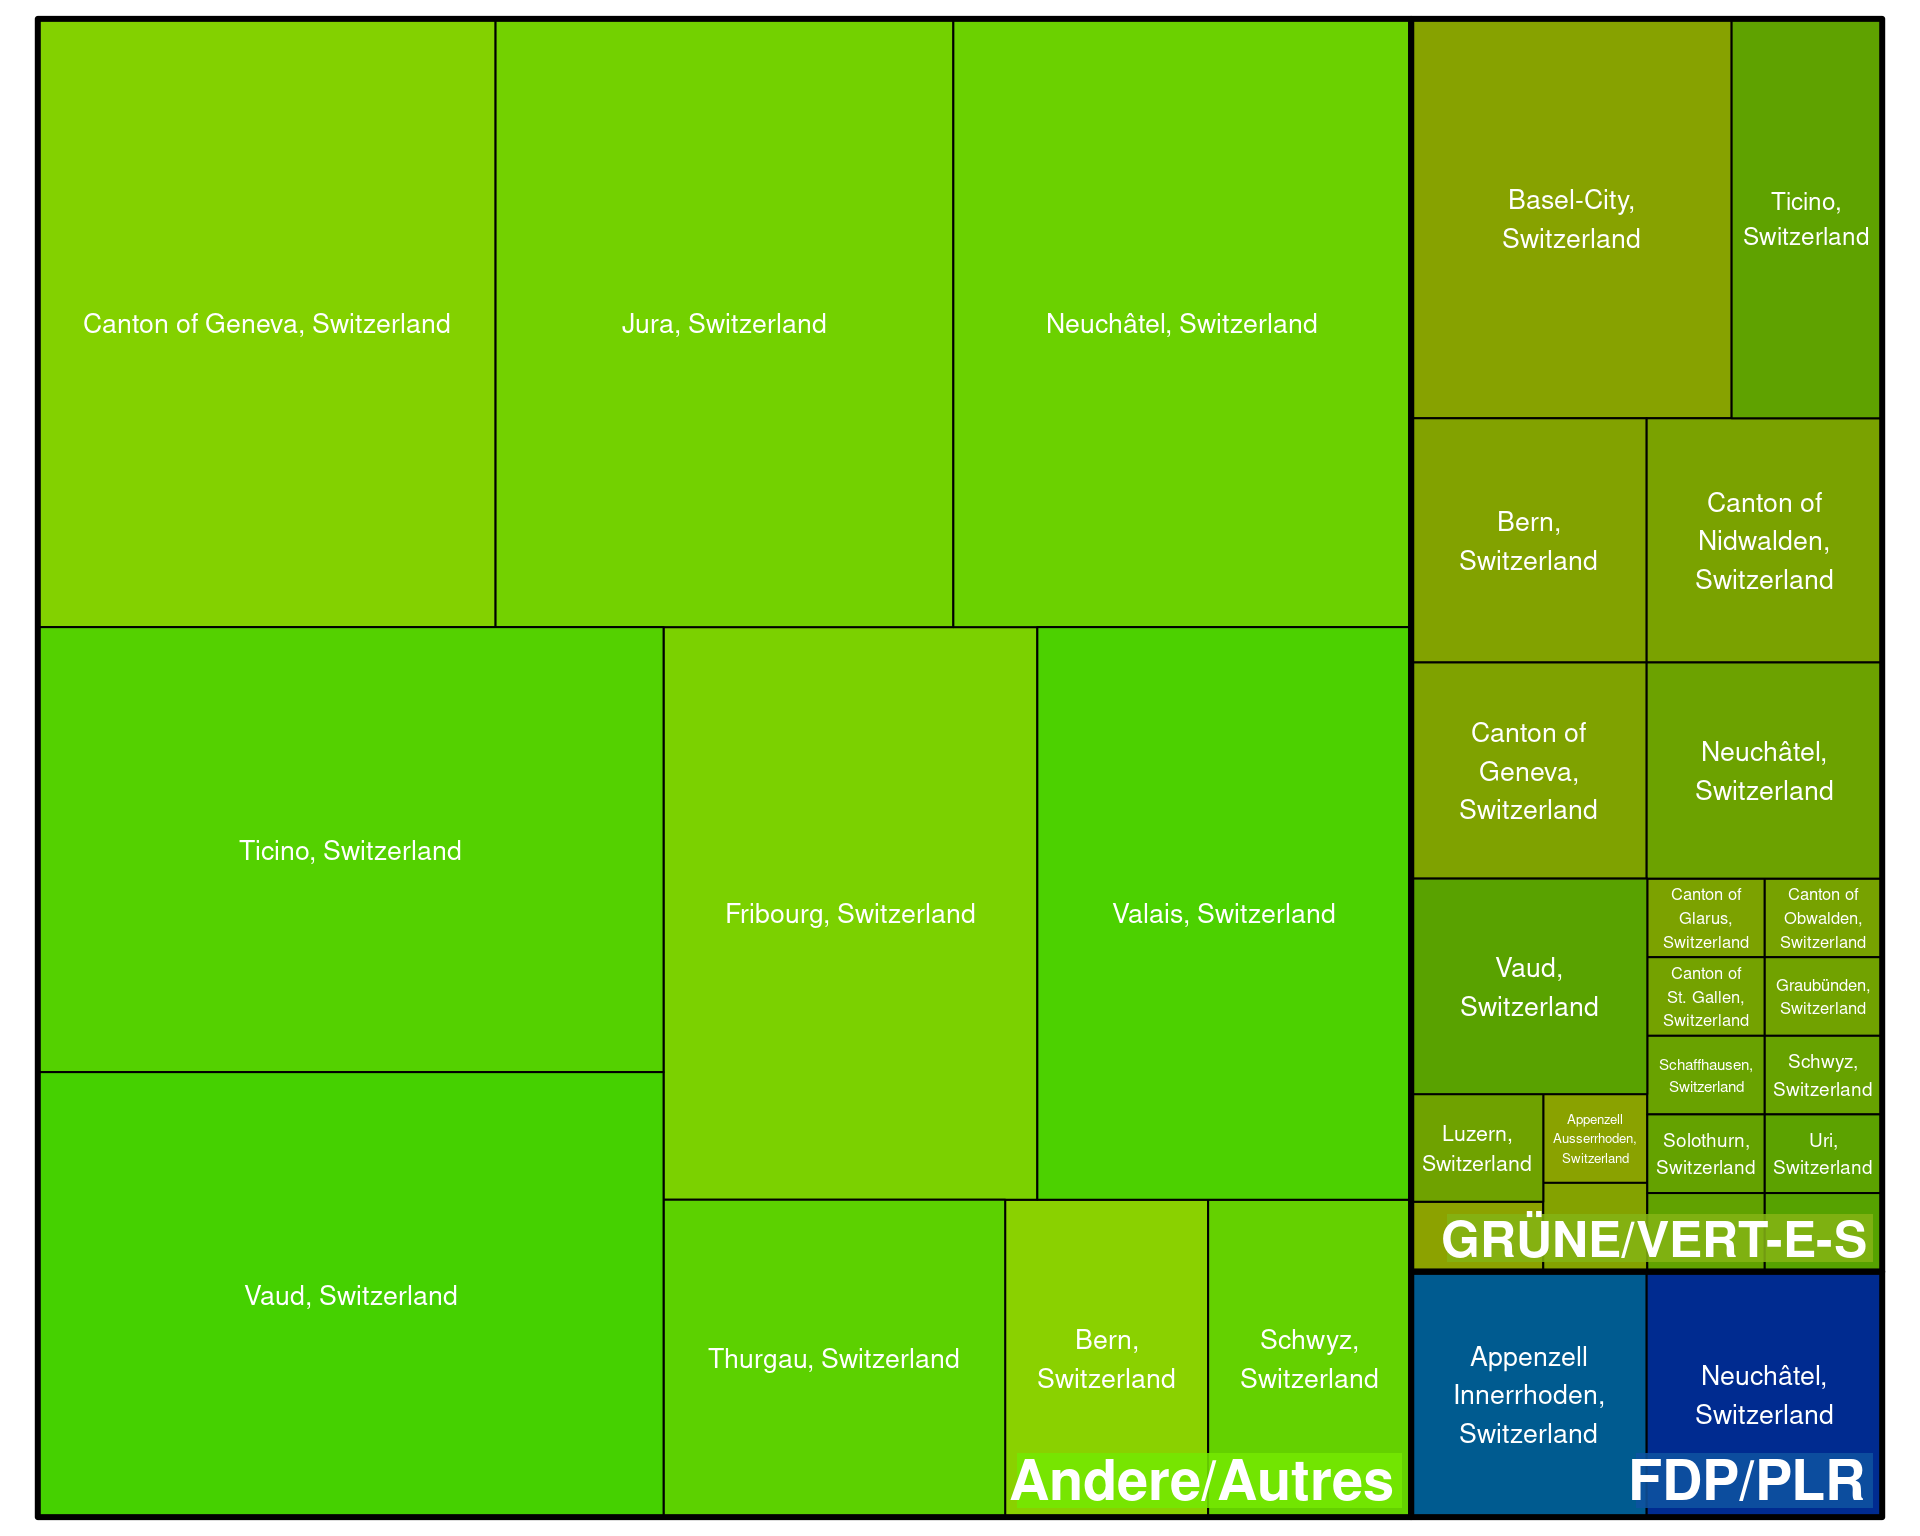 Canton of Geneva, Switzerland
Jura, Switzerland
Neuchâtel, Switzerland
Ticino, Switzerland
Vaud, Switzerland
Fribourg, Switzerland
Valais, Switzerland
Thurgau, Switzerland
Bern,
Switzerland
Schwyz,
Switzerland
Andere/Autres
Basel-City,
Switzerland
Ticino,
Switzerland
Bern,
Switzerland
Canton of
Nidwalden,
Switzerland
Canton of
Geneva,
Switzerland
Neuchâtel,
Switzerland
Vaud,
Switzerland
Canton of
Glarus,
Switzerland
Canton of
Obwalden,
Switzerland
Canton of
St. Gallen,
Switzerland
Graubünden,
Switzerland
Schaffhausen,
Switzerland
Schwyz,
Switzerland
Luzern,
Switzerland
Appenzell
Ausserrhoden,
Switzerland
Solothurn,
Switzerland
Uri,
Switzerland
GRÜNE/VERT-E-S
Appenzell
Innerrhoden,
Switzerland
Neuchâtel,
Switzerland
FDP/PLR